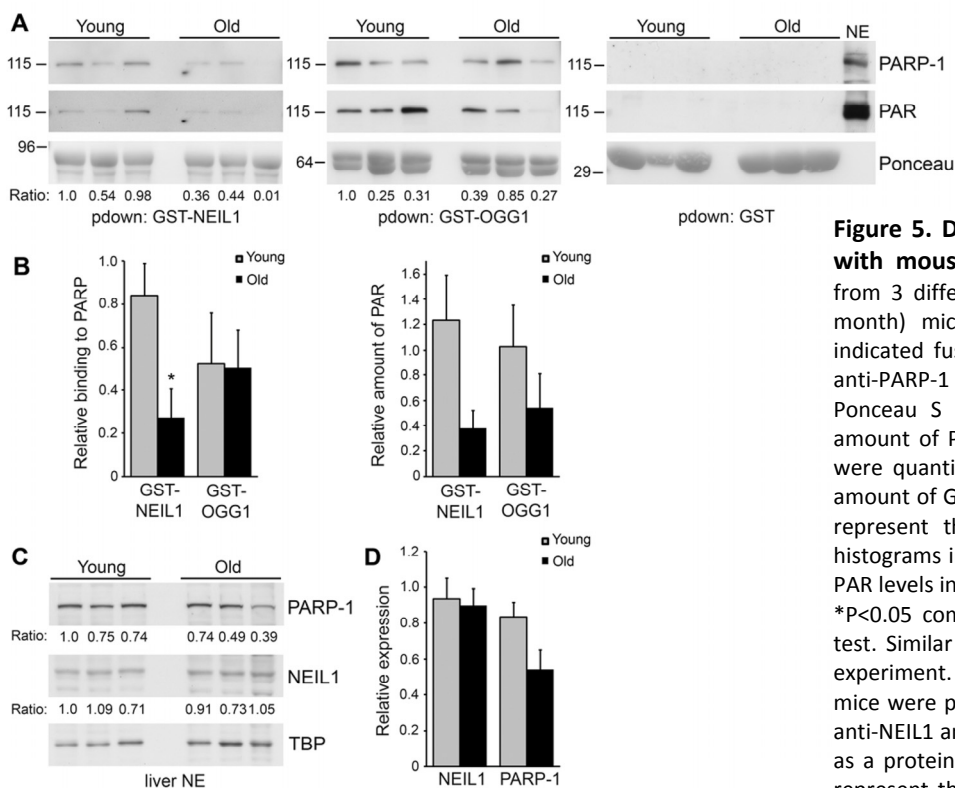 A
Young Old
Young Old
Young Old NE
115
115
115
PARP-1
115
115
115
PAR
96
64
29
Ponceau
Ratio: 1.0 0.54 0.98 0.36 0.44 0.01
1.0 0.25 0.31 0.39 0.85 0.27
pdown: GST-NEIL1
pdown: GST-OGG1
pdown: GST
B
Young
Old
Relative binding to PARP
1.0
0.8
0.6
0.4
0.2
0
*
GST-
NEIL1
GST-
OGG1
Young
Old
Relative amount of PAR
1.6
1.4
1.2
1.0
0.8
0.6
0.4
0.2
0
GST-
NEIL1
GST-
OGG1
C
Young Old
PARP-1
Ratio: 1.0 0.75 0.74 0.74 0.49 0.39
NEIL1
Ratio: 1.0 1.09 0.71 0.91 0.73 1.05
TBP
liver NE
D
Young
Old
Relative expression
1.2
1.0
0.8
0.6
0.4
0.2
0
NEIL1 PARP-1
Figure 5. D
with mous
from 3 diffe
month) mic
indicated fus
anti-PARP-1
Ponceau S
amount of P
were quanti
amount of G
represent th
histograms i
PAR levels in
*P<0.05 con
test. Similar
experiment.
mice were p
anti-NEIL1 ar
as a protein
represent the